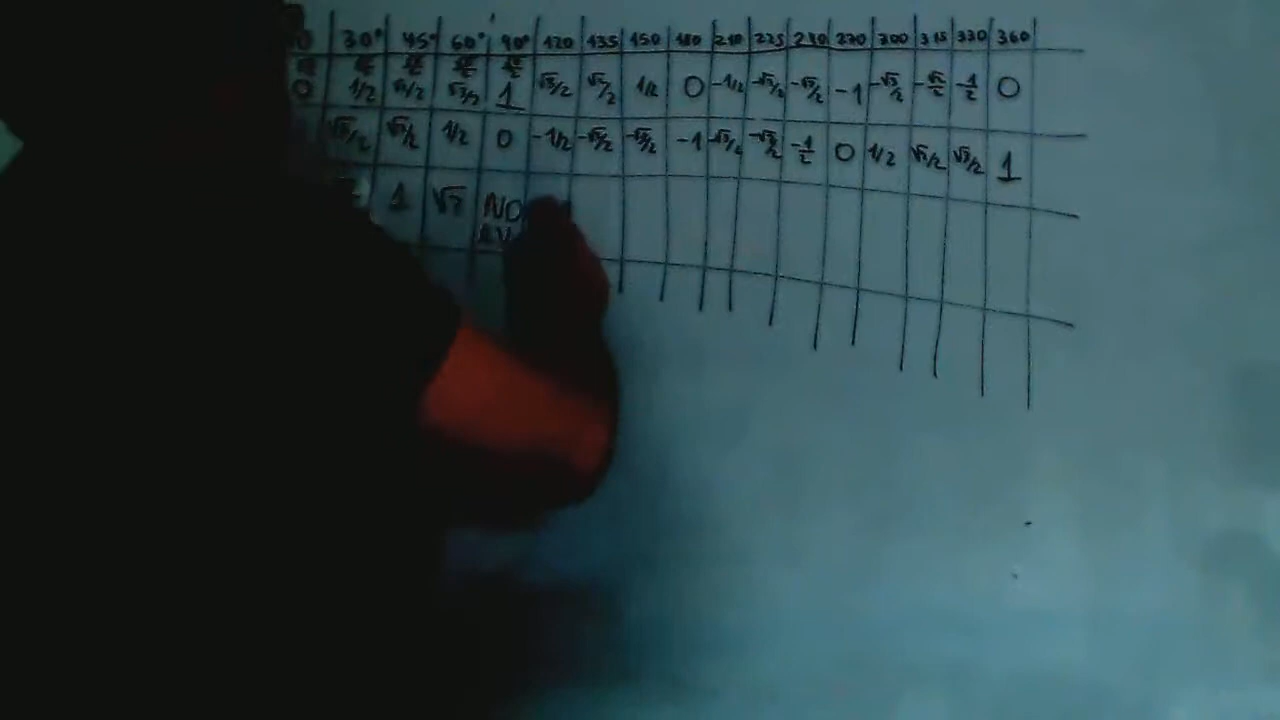 0 30° 45° 60° 90° 120 135 150 180 210 225 240 270 300 315 330 360
0 1/2 √2/2 √3/2 1 √3/2 √2/2 1/2 0 -1/2 -√2/2 -√3/2 -1 -√3/2 -√2/2 -1/2 0
√3/2 √2/2 1/2 0 -1/2 -√2/2 -√3/2 -1 -√3/2 -√2/2 -1/2 0 1/2 √2/2 √3/2 1
1 √3 NO